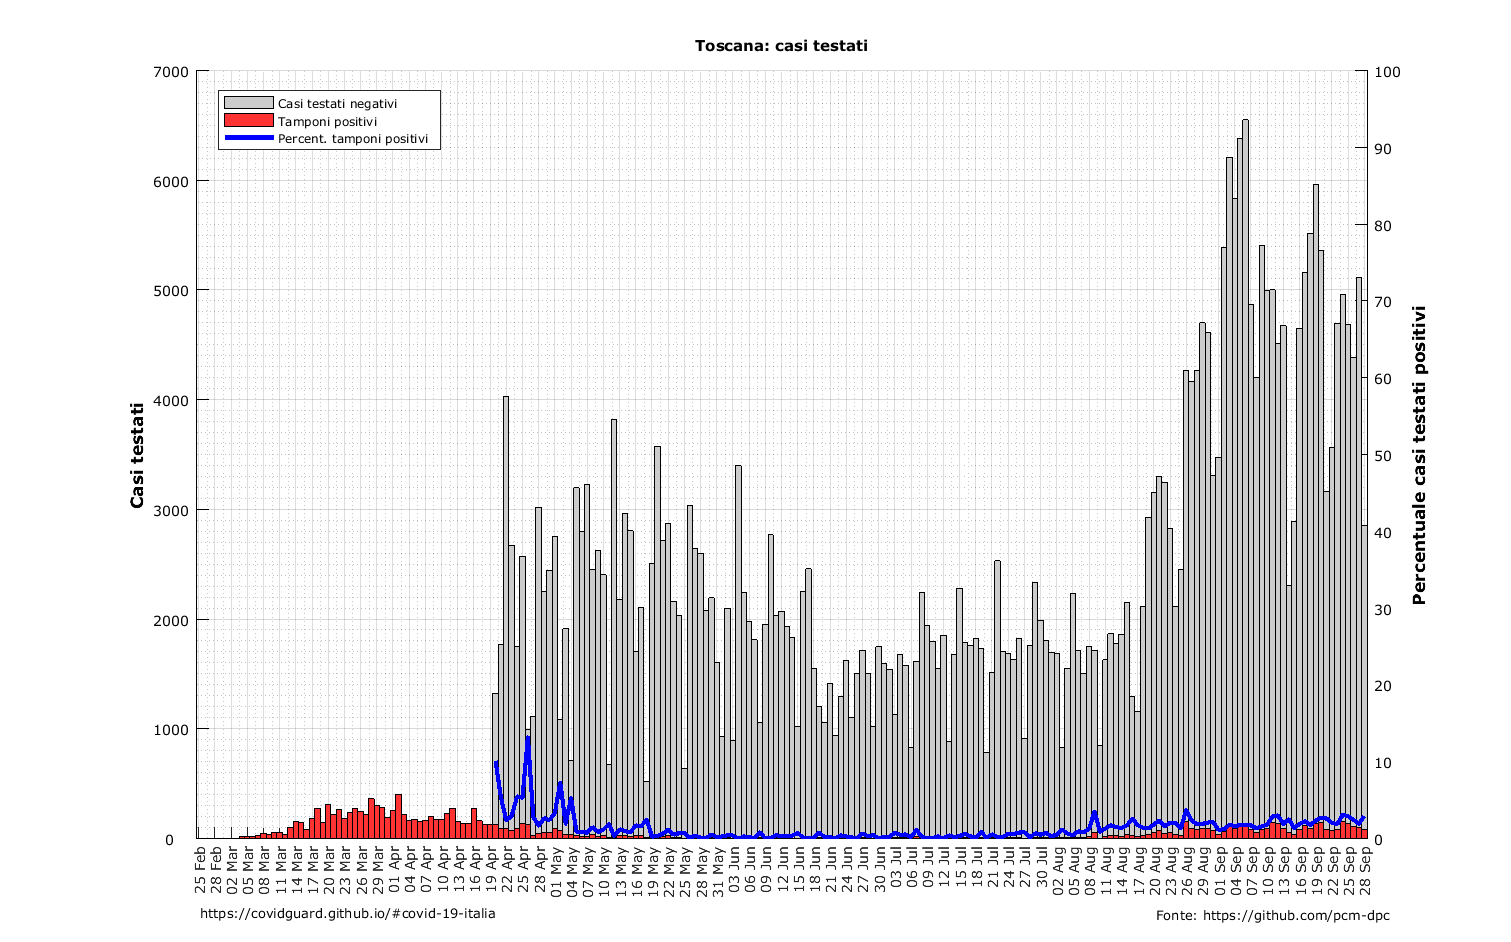 Toscana: casi testati
7000
6000
5000
4000
3000
2000
1000
0
100
90
80
70
60
50
40
30
20
10
0
Casi testati negativi
Tamponi positivi
Percent. tamponi positivi
Casi testati
Percentuale casi testati positivi
25 Feb
28 Feb
02 Mar
05 Mar
08 Mar
11 Mar
14 Mar
17 Mar
20 Mar
23 Mar
26 Mar
29 Mar
01 Apr
04 Apr
07 Apr
10 Apr
13 Apr
16 Apr
19 Apr
22 Apr
25 Apr
28 Apr
01 May
04 May
07 May
10 May
13 May
16 May
19 May
22 May
25 May
28 May
31 May
03 Jun
06 Jun
09 Jun
12 Jun
15 Jun
18 Jun
21 Jun
24 Jun
27 Jun
30 Jun
03 Jul
06 Jul
09 Jul
12 Jul
15 Jul
18 Jul
21 Jul
24 Jul
27 Jul
30 Jul
02 Aug
05 Aug
08 Aug
11 Aug
14 Aug
17 Aug
20 Aug
23 Aug
26 Aug
29 Aug
01 Sep
04 Sep
07 Sep
10 Sep
13 Sep
16 Sep
19 Sep
22 Sep
25 Sep
28 Sep
https://covidguard.github.io/#covid-19-italia
Fonte: https://github.com/pcm-dpc